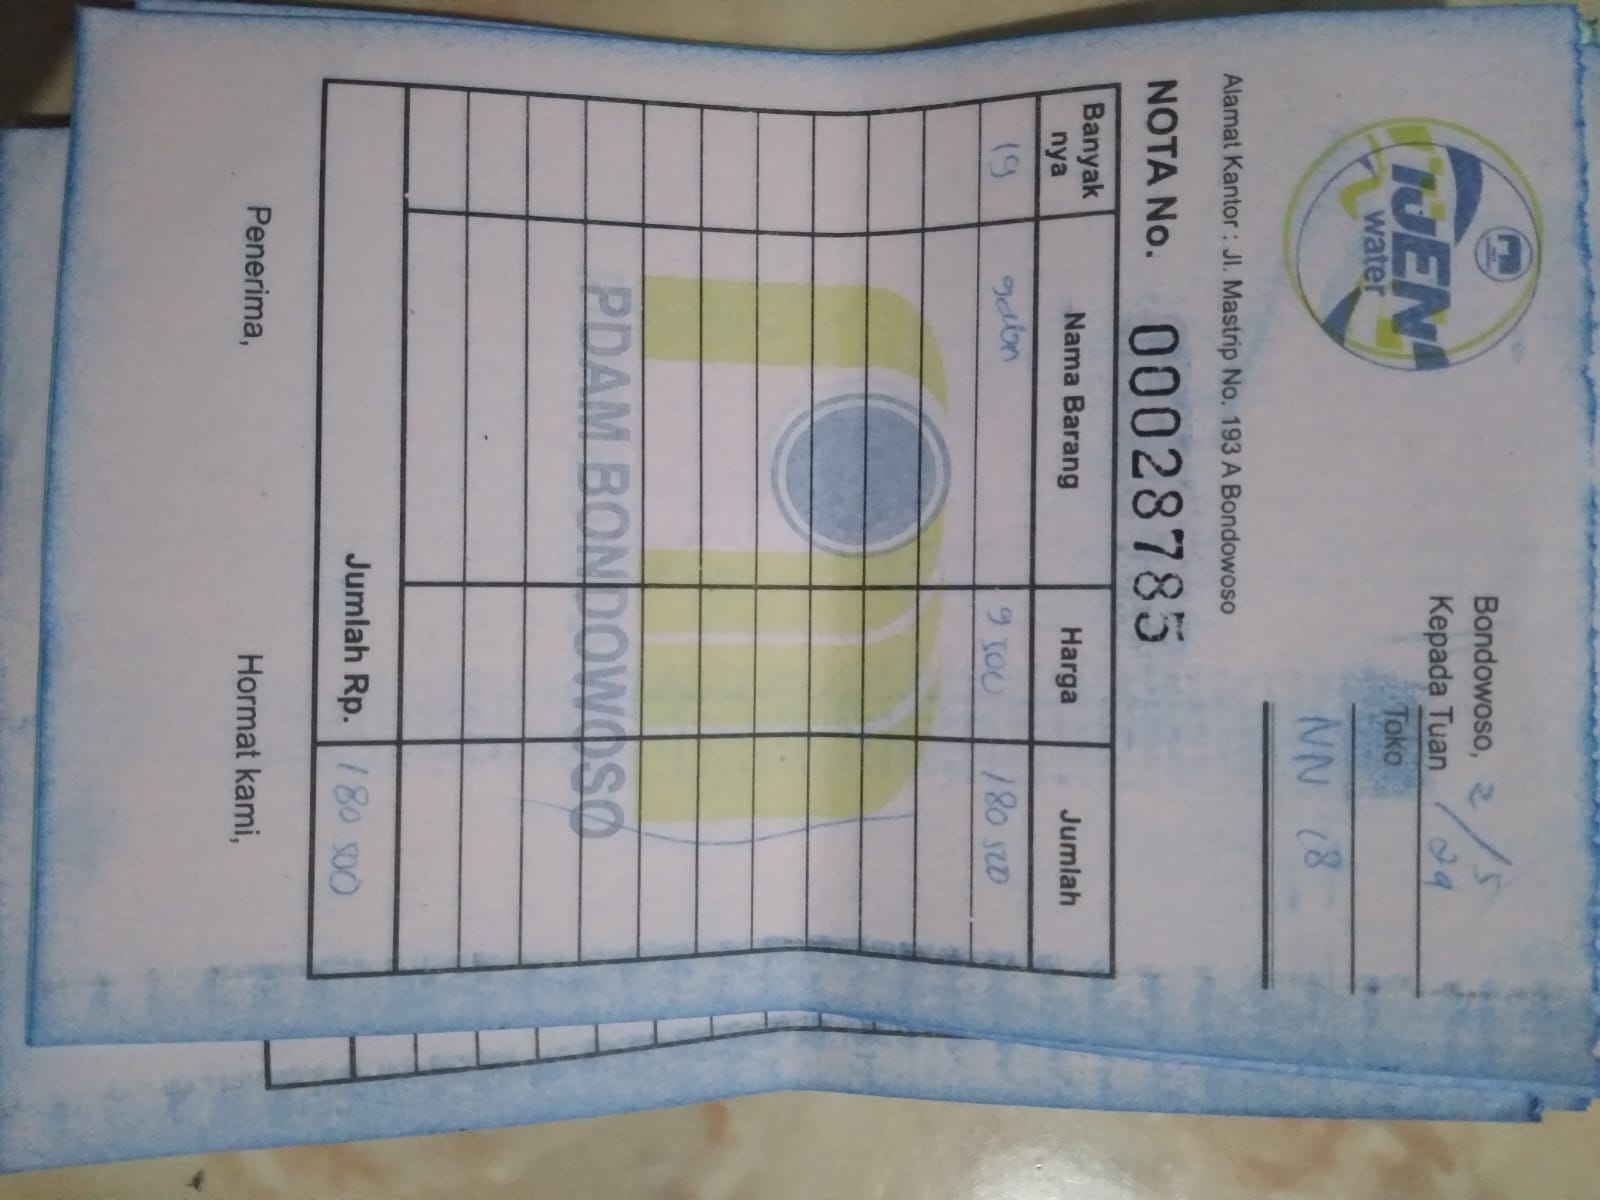 IJEN
water
Bondowoso, 2/5/24
Kepada Tuan
Toko
NN 18
Alamat Kantor : Jl. Mastrip No. 193 A Bondowoso
NOTA No. 00028785
Banyak nya Nama Barang Harga Jumlah
19 galon 9 500 180 500
PDAM BONDOWOSO
Jumlah Rp. 180 500
Penerima, Hormat kami,